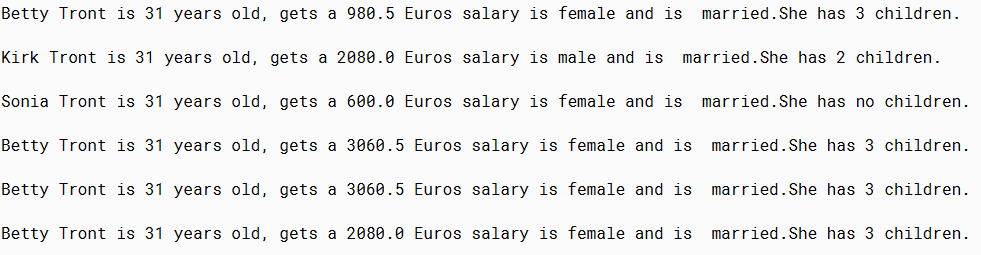 Betty Tront is 31 years old, gets a 980.5 Euros salary is female and is  married.She has 3 children.
Kirk Tront is 31 years old, gets a 2080.0 Euros salary is male and is  married.She has 2 children.
Sonia Tront is 31 years old, gets a 600.0 Euros salary is female and is  married.She has no children.
Betty Tront is 31 years old, gets a 3060.5 Euros salary is female and is  married.She has 3 children.
Betty Tront is 31 years old, gets a 3060.5 Euros salary is female and is  married.She has 3 children.
Betty Tront is 31 years old, gets a 2080.0 Euros salary is female and is  married.She has 3 children.